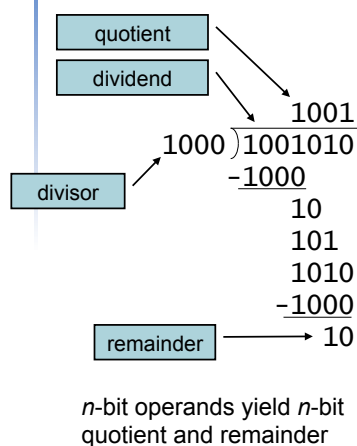 quotient
dividend
1001
1000 )1001010
divisor
-1000
10
101
1010
-1000
remainder
10
n-bit operands yield n-bit
quotient and remainder